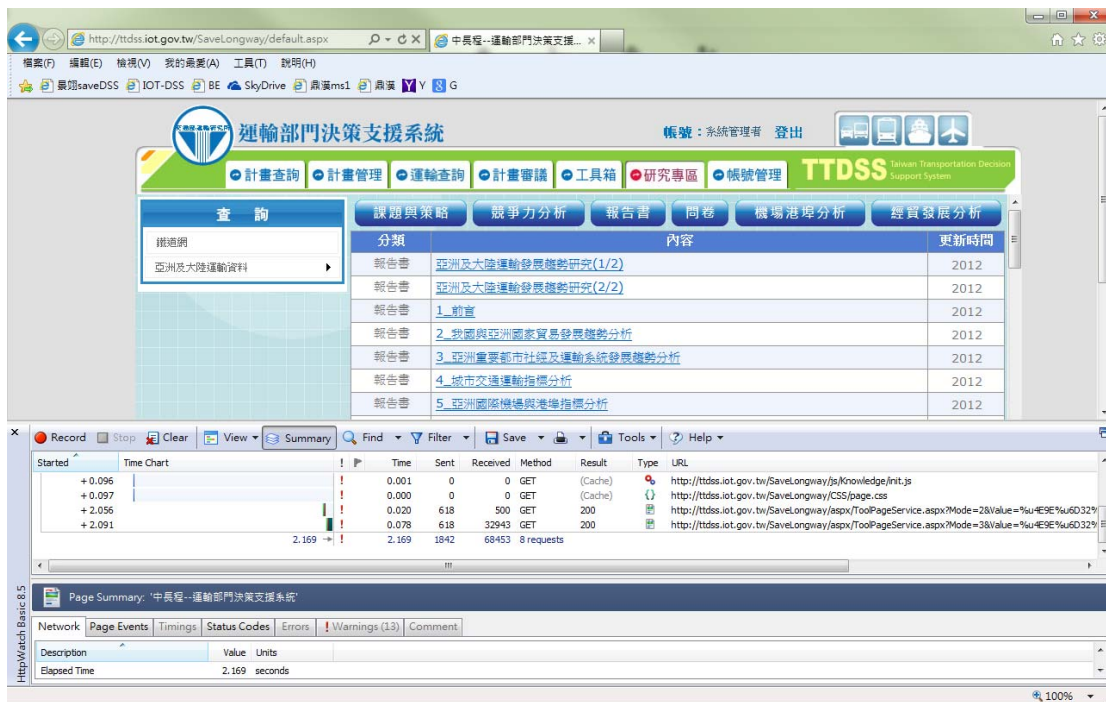 http://ttdss.iot.gov.tw/SaveLongway/default.aspx
中長程--運輸部門決策支援...
檔案(F) 編輯(E) 檢視(V) 我的最愛(A) 工具(T) 說明(H)
景翊saveDSS IOT-DSS BE SkyDrive 鼎漢ms1 鼎漢 Y G
運輸部門決策支援系統
帳號：系統管理者 登出
計畫查詢 計畫管理 運輸查詢 計畫審議 工具箱 研究專區 帳號管理
TTDSS Taiwan Transportation Decision Support System
查 詢
鐵道網
亞洲及大陸運輸資料
課題與策略 競爭力分析 報告書 問卷 機場港埠分析 經貿發展分析
分類 內容 更新時間
報告書 亞洲及大陸運輸發展趨勢研究(1/2) 2012
報告書 亞洲及大陸運輸發展趨勢研究(2/2) 2012
報告書 1_前言 2012
報告書 2_我國與亞洲國家貿易發展趨勢分析 2012
報告書 3_亞洲重要都市社經及運輸系統發展趨勢分析 2012
報告書 4_城市交通運輸指標分析 2012
報告書 5_亞洲國際機場與港埠指標分析 2012
Record Stop Clear View Summary Find Filter Save Tools Help
Started Time Chart ! Time Sent Received Method Result Type URL
+ 0.096 ! 0.001 0 0 GET (Cache) http://ttdss.iot.gov.tw/SaveLongway/js/Knowledge/init.js
+ 0.097 ! 0.000 0 0 GET (Cache) http://ttdss.iot.gov.tw/SaveLongway/CSS/page.css
+ 2.056 ! 0.020 618 500 GET 200 http://ttdss.iot.gov.tw/SaveLongway/aspx/ToolPageService.aspx?Mode=2&Value=%u4E9E%u6D32%
+ 2.091 ! 0.078 618 32943 GET 200 http://ttdss.iot.gov.tw/SaveLongway/aspx/ToolPageService.aspx?Mode=3&Value=%u4E9E%u6D32%
2.169 ! 2.169 1842 68453 8 requests
HttpWatch Basic 8.5
Page Summary: '中長程--運輸部門決策支援系統'
Network Page Events Timings Status Codes Errors ! Warnings (13) Comment
Description Value Units
Elapsed Time 2.169 seconds
100%